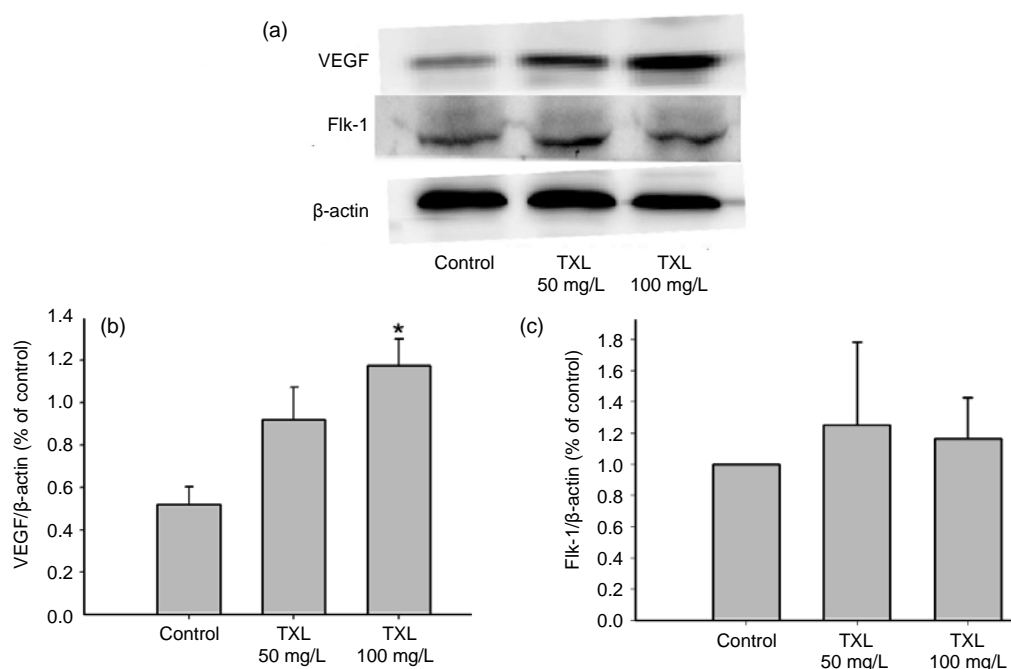 (a)
VEGF
Flk-1
β-actin
Control
TXL
50 mg/L
TXL
100 mg/L
(b)
VEGF/β-actin (% of control)
1.4
1.2
1.0
0.8
0.6
0.4
0.2
0.0
*
Control
TXL
50 mg/L
TXL
100 mg/L
(c)
Flk-1/β-actin (% of control)
1.8
1.6
1.4
1.2
1.0
0.8
0.6
0.4
0.2
0.0
Control
TXL
50 mg/L
TXL
100 mg/L